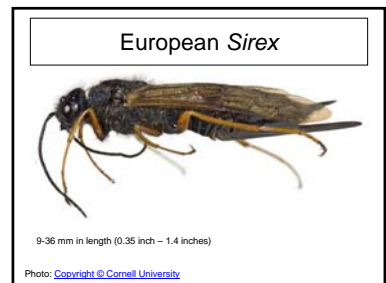 European Sirex
9-36 mm in length (0.35 inch – 1.4 inches)
Photo: Copyright © Cornell University